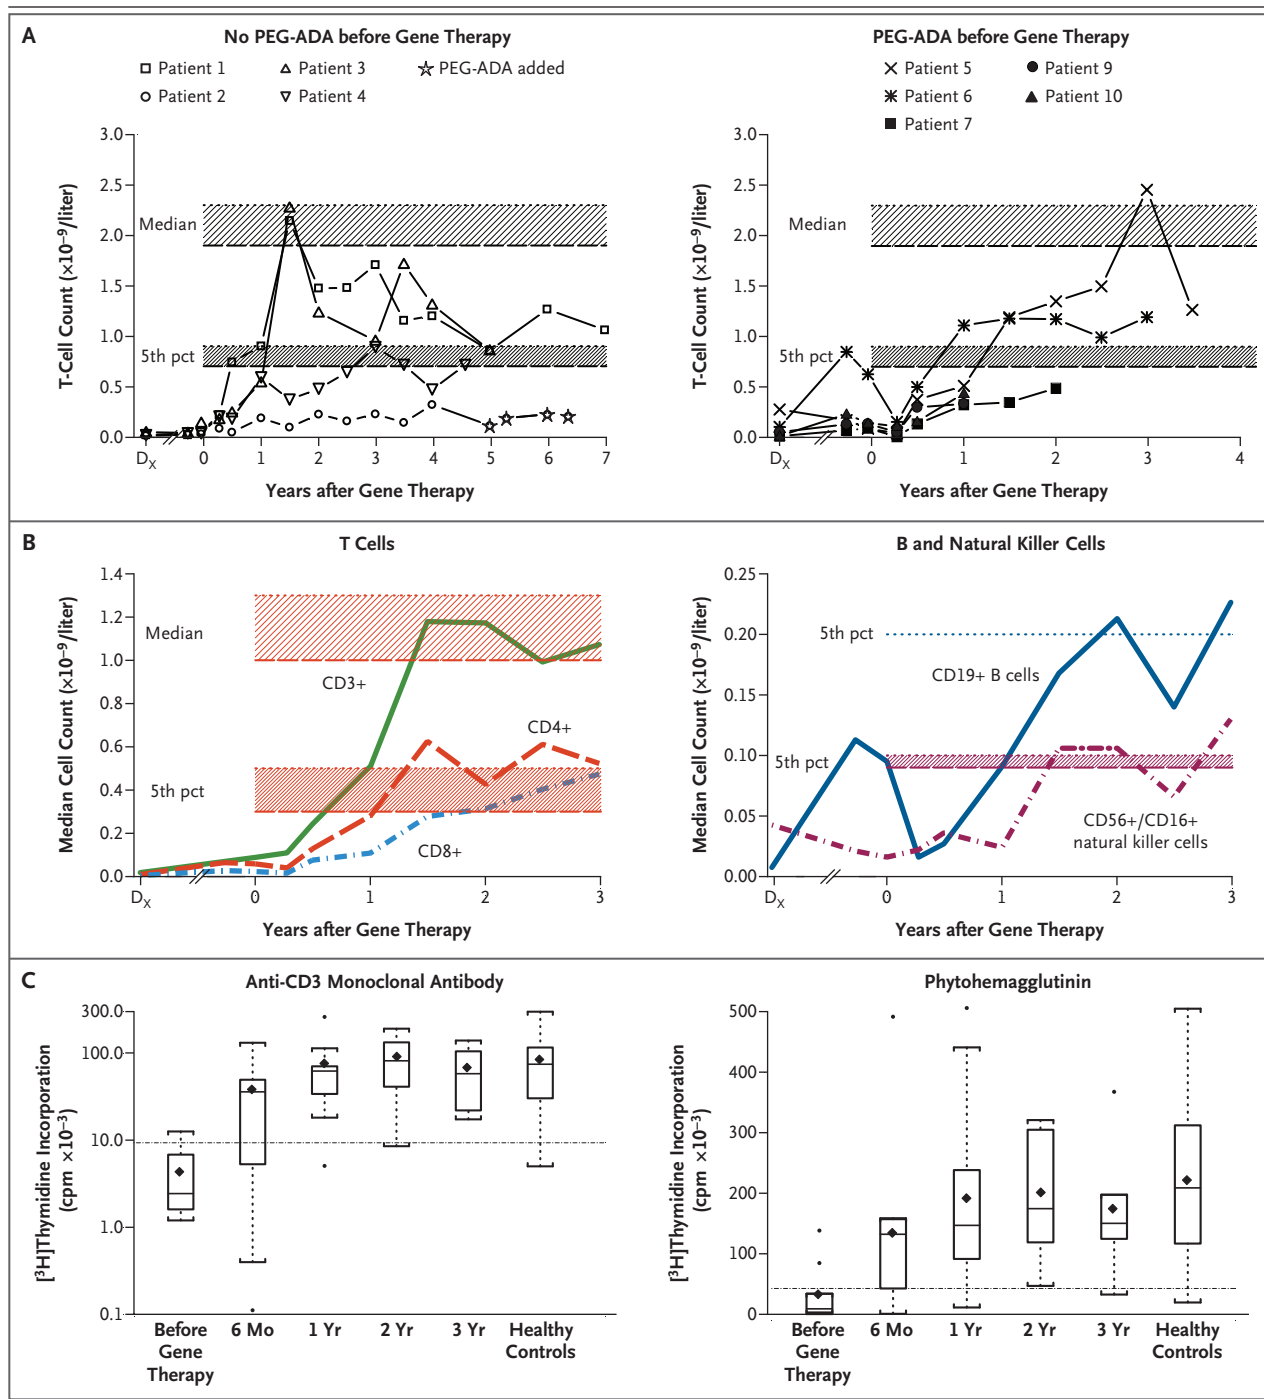 A
No PEG-ADA before Gene Therapy
Patient 1
Patient 3
PEG-ADA added
Patient 2
Patient 4
T-Cell Count (×10⁻⁹/liter)
3.0
2.5
2.0
1.5
1.0
0.5
0.0
Median
5th pct
Dₓ
0
1
2
3
4
5
6
7
Years after Gene Therapy
PEG-ADA before Gene Therapy
Patient 5
Patient 9
Patient 6
Patient 10
Patient 7
T-Cell Count (×10⁻⁹/liter)
3.0
2.5
2.0
1.5
1.0
0.5
0.0
Median
5th pct
Dₓ
0
1
2
3
4
Years after Gene Therapy
B
T Cells
Median Cell Count (×10⁻⁹/liter)
1.4
1.2
1.0
0.8
0.6
0.4
0.2
0.0
Median
5th pct
CD3+
CD4+
CD8+
Dₓ
0
1
2
3
Years after Gene Therapy
B and Natural Killer Cells
Median Cell Count (×10⁻⁹/liter)
0.25
0.20
0.15
0.10
0.05
0.00
5th pct
CD19+ B cells
5th pct
CD56+/CD16+
natural killer cells
Dₓ
0
1
2
3
Years after Gene Therapy
C
Anti-CD3 Monoclonal Antibody
[³H]Thymidine Incorporation
(cpm ×10⁻³)
300.0
100.0
10.0
1.0
0.1
Before
Gene
Therapy
6 Mo
1 Yr
2 Yr
3 Yr
Healthy
Controls
Phytohemagglutinin
[³H]Thymidine Incorporation
(cpm ×10⁻³)
500
400
300
200
100
0
Before
Gene
Therapy
6 Mo
1 Yr
2 Yr
3 Yr
Healthy
Controls